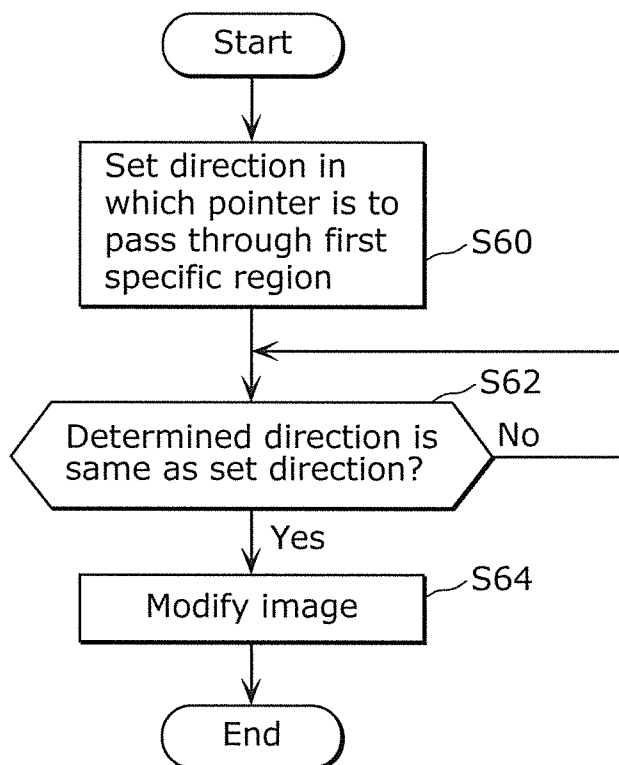 Start
Set direction in
which pointer is to
pass through first
specific region
S60
S62
Determined direction is
same as set direction?
No
Yes
S64
Modify image
End